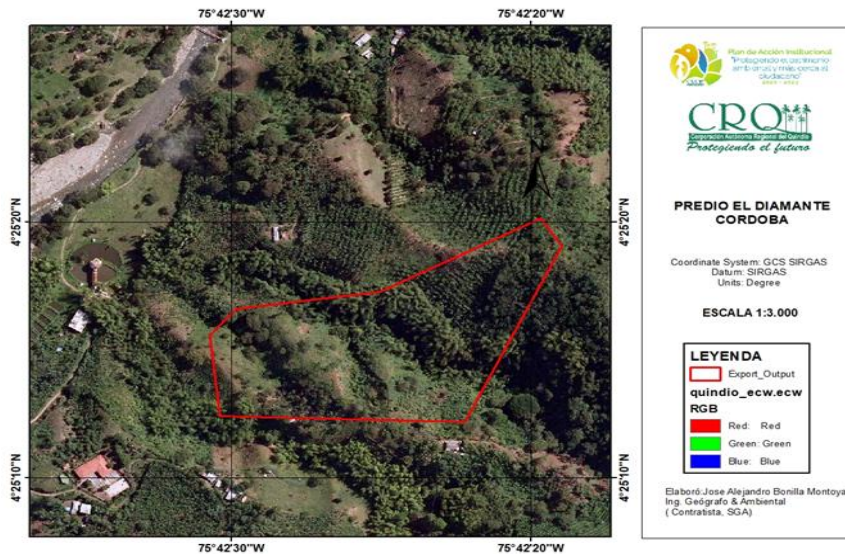 75°42'30"W
75°42'20"W
4°25'20"N
4°25'20"N
4°25'10"N
4°25'10"N
75°42'30"W
75°42'20"W
Plan de Acción Institucional
"Protegiendo el patrimonio
ambiental y más cerca al
ciudadano"
CRQ
Corporación Autónoma Regional del Quindío
Protegiendo el futuro
PREDIO EL DIAMANTE
CORDOBA
Coordinate System: GCS SIRGAS
Datum: SIRGAS
Units: Degree
ESCALA 1:3.000
LEYENDA
Export_Output
quindio_ecw.ecw
RGB
Red: Red
Green: Green
Blue: Blue
Elaboró:Jose Alejandro Bonilla Montoya
Ing. Geógrafo & Ambiental
( Contratista, SGA)